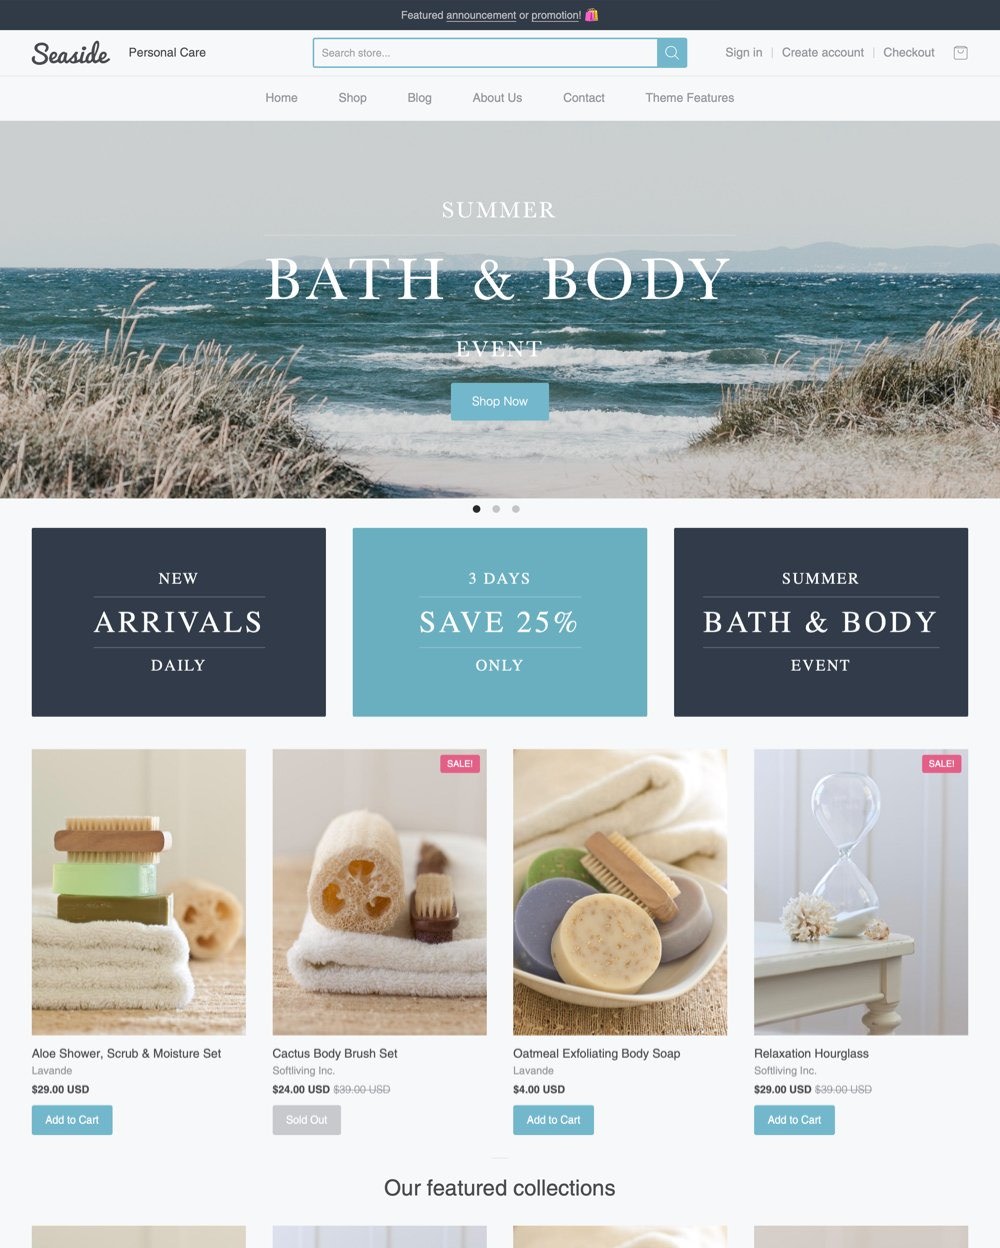 Featured announcement or promotion! 🛍️
Seaside
Personal Care
Search store...
Sign in | Create account | Checkout
Home Shop Blog About Us Contact Theme Features
SUMMER
BATH & BODY
EVENT
Shop Now
NEW
ARRIVALS
DAILY
3 DAYS
SAVE 25%
ONLY
SUMMER
BATH & BODY
EVENT
Aloe Shower, Scrub & Moisture Set
Lavande
$29.00 USD
Add to Cart
SALE!
Cactus Body Brush Set
Softliving Inc.
$24.00 USD $39.00 USD
Sold Out
Oatmeal Exfoliating Body Soap
Lavande
$4.00 USD
Add to Cart
SALE!
Relaxation Hourglass
Softliving Inc.
$29.00 USD $39.00 USD
Add to Cart
Our featured collections